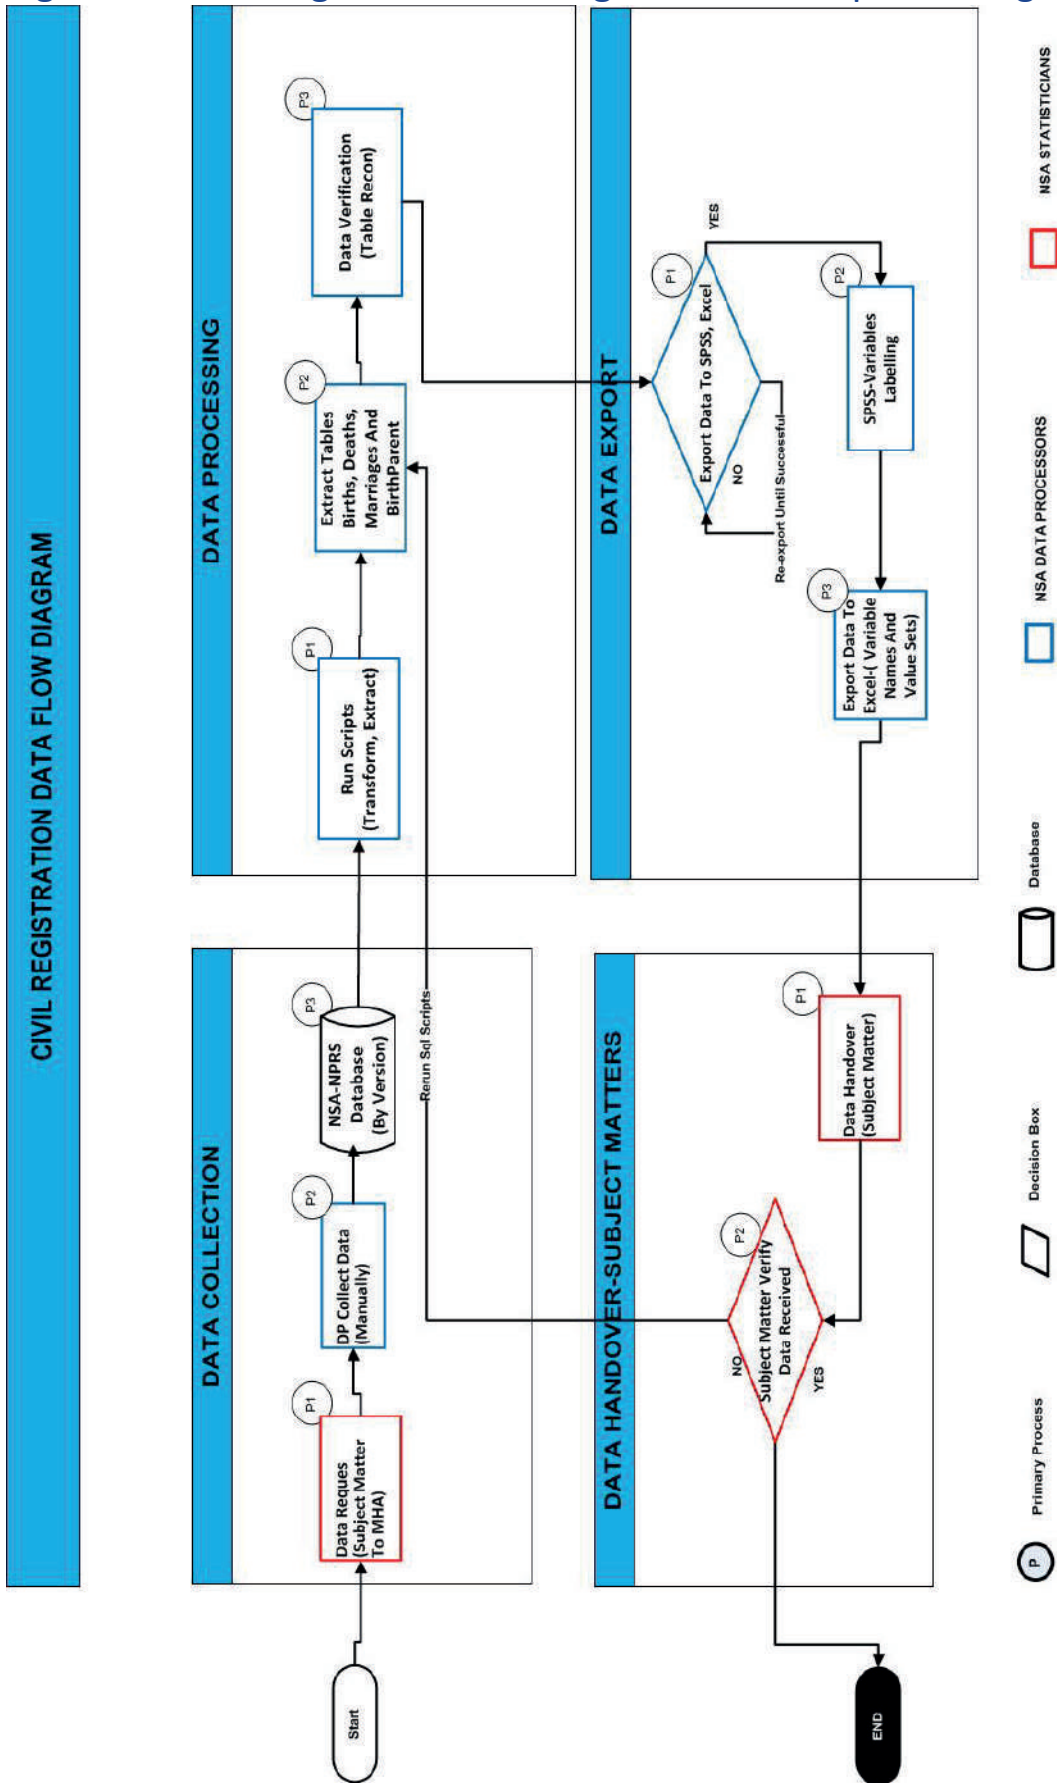 CIVIL REGISTRATION DATA FLOW DIAGRAM
DATA COLLECTION
Start
P1
Data Reques
(Subject Matter
To MHA)
P2
DP Collect Data
(Manually)
P3
NSA-NPRS
Database
(By Version)
DATA PROCESSING
P1
Run Scripts
(Transform, Extract)
P2
Extract Tables
Births, Deaths,
Marriages And
BirthParent
P3
Data Verification
(Table Recon)
Rerun Sql Scripts
DATA HANDOVER-SUBJECT MATTERS
P2
NO
Subject Matter Verify
Data Received
YES
P1
Data Handover
(Subject Matter)
END
DATA EXPORT
P1
Export Data To SPSS, Excel
NO
YES
Re-export Until Successful
P2
SPSS-Variables
Labelling
P3
Export Data To
Excel-( Variable
Names And
Value Sets)
P
Primary Process
Decision Box
Database
NSA DATA PROCESSORS
NSA STATISTICIANS